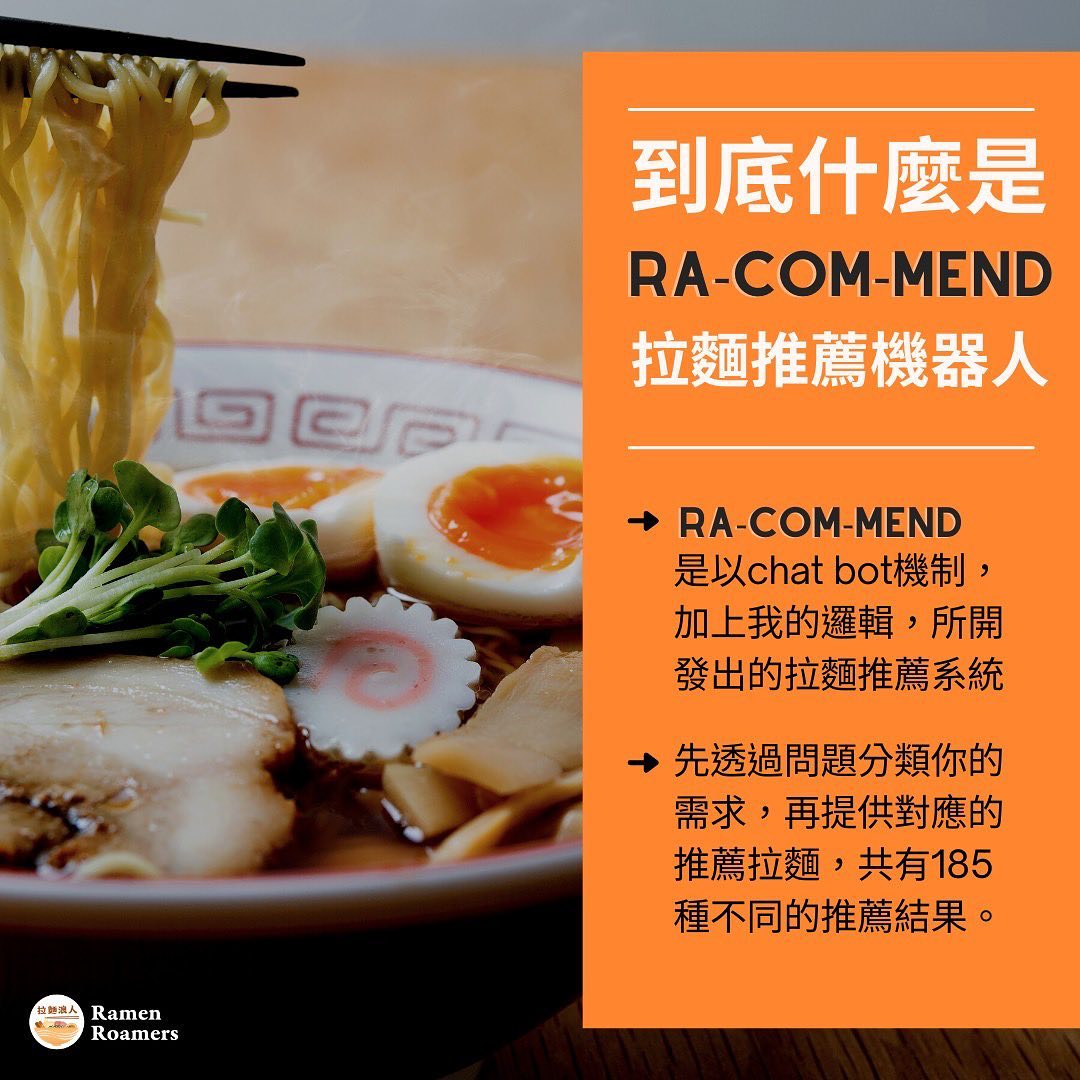 到底什麼是
RA-COM-MEND
拉麵推薦機器人
→ RA-COM-MEND
是以chat bot機制，
加上我的邏輯，所開
發出的拉麵推薦系統
→ 先透過問題分類你的
需求，再提供對應的
推薦拉麵，共有185
種不同的推薦結果。
拉麵浪人
Ramen
Roamers